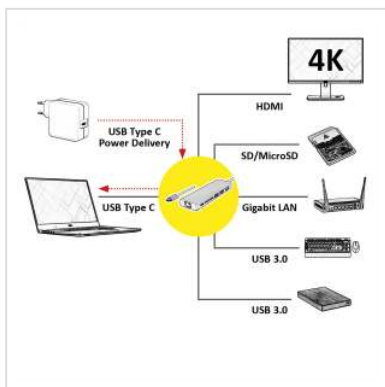 4K
HDMI
USB Type C
Power Delivery
SD/MicroSD
USB Type C
Gigabit LAN
USB 3.0
USB 3.0